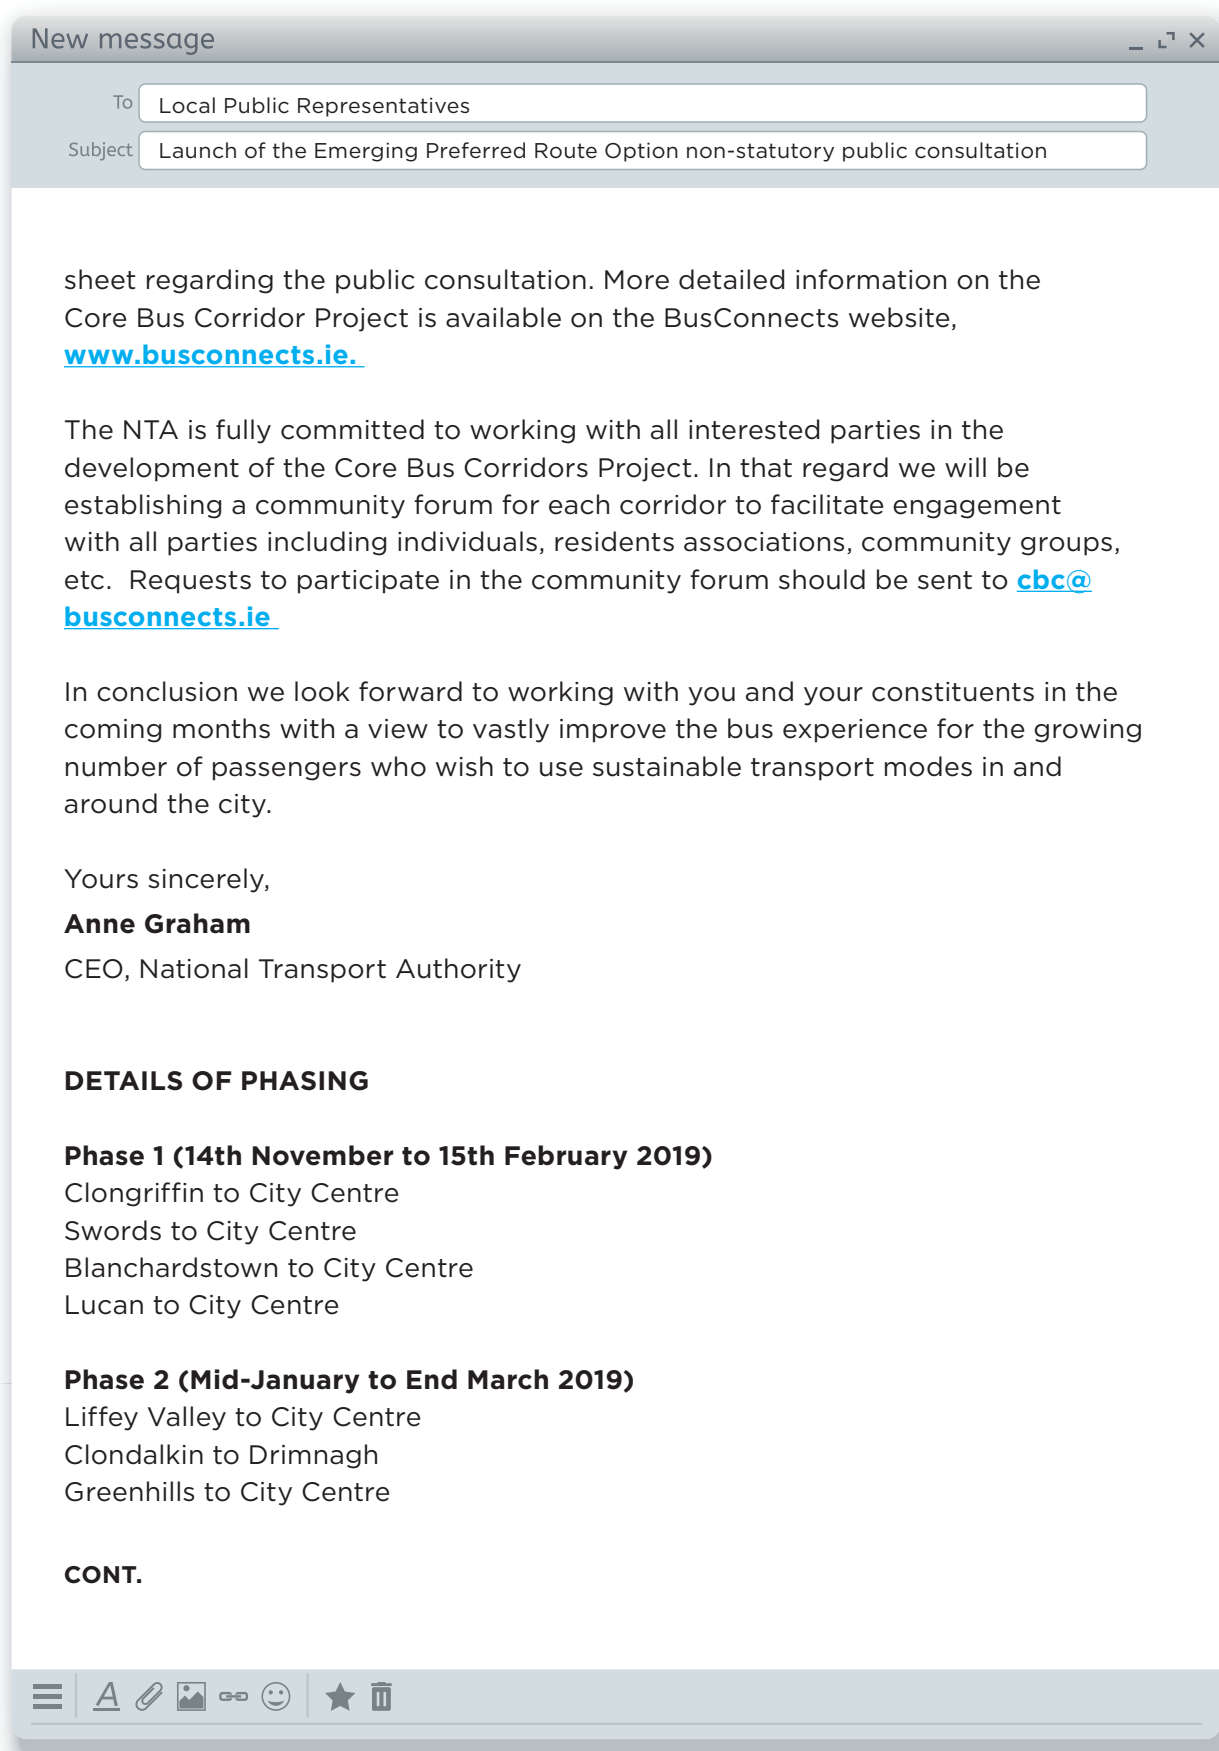 New message
To
Local Public Representatives
Subject
Launch of the Emerging Preferred Route Option non-statutory public consultation
sheet regarding the public consultation. More detailed information on the
Core Bus Corridor Project is available on the BusConnects website,
www.busconnects.ie.
The NTA is fully committed to working with all interested parties in the
development of the Core Bus Corridors Project. In that regard we will be
establishing a community forum for each corridor to facilitate engagement
with all parties including individuals, residents associations, community groups,
etc.  Requests to participate in the community forum should be sent to cbc@
busconnects.ie
In conclusion we look forward to working with you and your constituents in the
coming months with a view to vastly improve the bus experience for the growing
number of passengers who wish to use sustainable transport modes in and
around the city.
Yours sincerely,
Anne Graham
CEO, National Transport Authority
DETAILS OF PHASING
Phase 1 (14th November to 15th February 2019)
Clongriffin to City Centre
Swords to City Centre
Blanchardstown to City Centre
Lucan to City Centre
Phase 2 (Mid-January to End March 2019)
Liffey Valley to City Centre
Clondalkin to Drimnagh
Greenhills to City Centre
CONT.